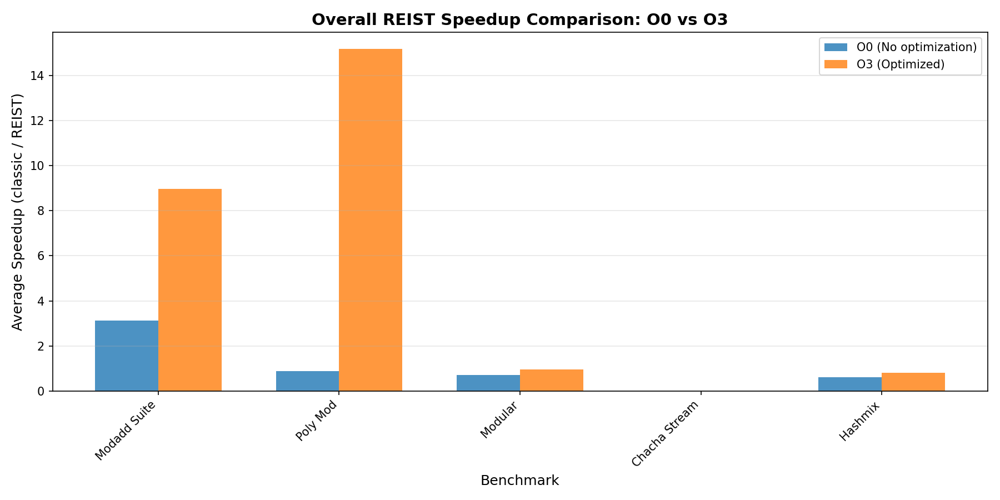 Overall REIST Speedup Comparison: O0 vs O3
O0 (No optimization)
O3 (Optimized)
Average Speedup (classic / REIST)
14
12
10
8
6
4
2
0
Modadd Suite
Poly Mod
Modular
Chacha Stream
Hashmix
Benchmark